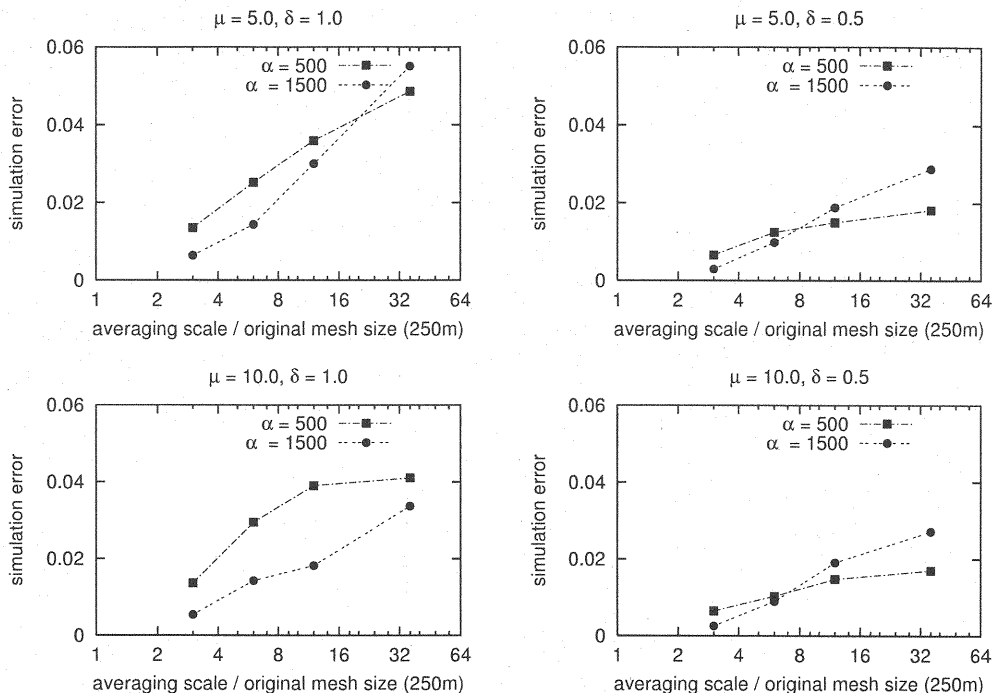 μ = 5.0, δ = 1.0
0.06
0.04
0.02
0
simulation error
α = 500
α = 1500
1 2 4 8 16 32 64
averaging scale / original mesh size (250m)
μ = 5.0, δ = 0.5
0.06
0.04
0.02
0
simulation error
α = 500
α = 1500
1 2 4 8 16 32 64
averaging scale / original mesh size (250m)
μ = 10.0, δ = 1.0
0.06
0.04
0.02
0
simulation error
α = 500
α = 1500
1 2 4 8 16 32 64
averaging scale / original mesh size (250m)
μ = 10.0, δ = 0.5
0.06
0.04
0.02
0
simulation error
α = 500
α = 1500
1 2 4 8 16 32 64
averaging scale / original mesh size (250m)